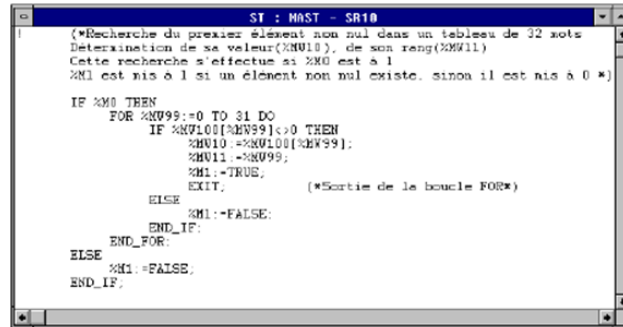 ST : MAST - SR10
! (*Recherche du premier élément non nul dans un tableau de 32 mots
Détermination de sa valeur(%MW10), de son rang(%MW11)
Cette recherche s'effectue si %M0 est à 1
%M1 est mis à 1 si un élément non nul existe, sinon il est mis à 0 *)
IF %M0 THEN
FOR %MW99:=0 TO 31 DO
IF %MW100[%MW99]<>0 THEN
%MW10:=%MW100[%MW99];
%MW11:=%MW99;
%M1:=TRUE;
EXIT; (*Sortie de la boucle FOR*)
ELSE
%M1:=FALSE;
END_IF;
END_FOR;
ELSE
%M1:=FALSE;
END_IF;